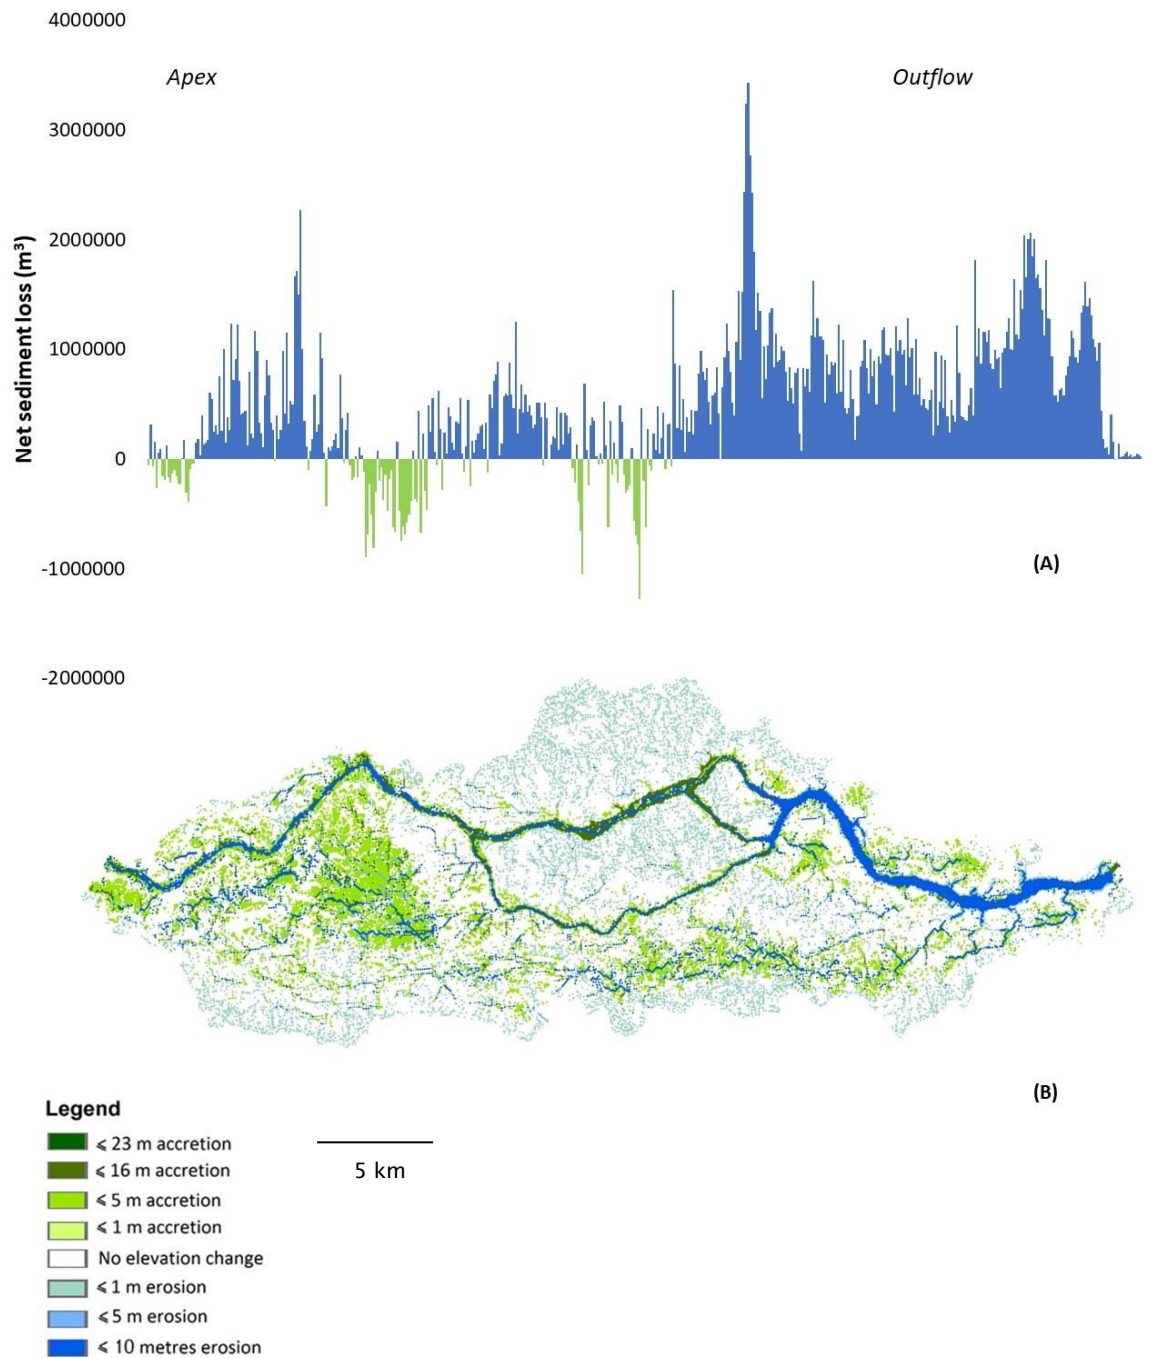 4000000
Apex
Outflow
3000000
2000000
Net sediment loss (m³)
1000000
0
-1000000
(A)
-2000000
(B)
Legend
⩽ 23 m accretion
⩽ 16 m accretion
⩽ 5 m accretion
⩽ 1 m accretion
No elevation change
⩽ 1 m erosion
⩽ 5 m erosion
⩽ 10 metres erosion
5 km